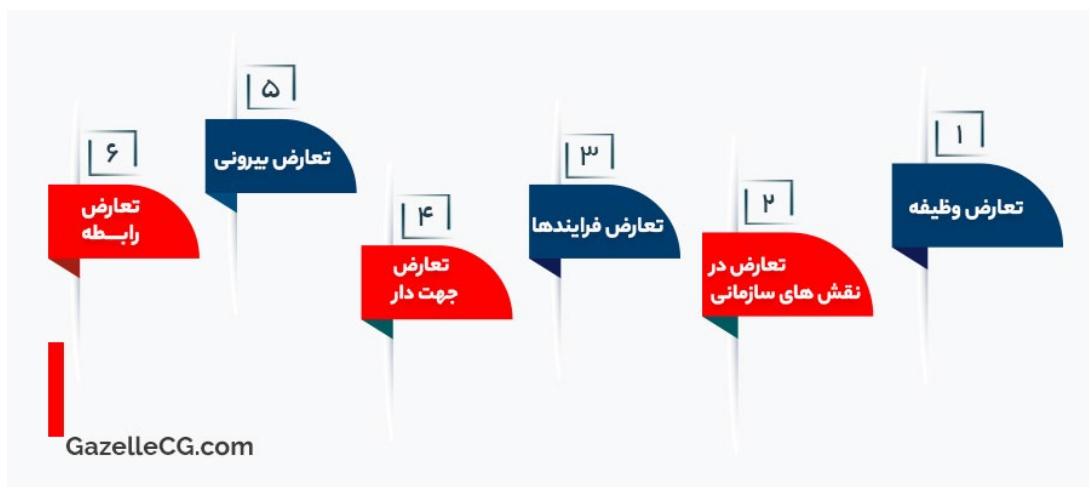 ۱
تعارض وظیفه
۲
تعارض در
نقش های سازمانی
۳
تعارض فرایندها
۴
تعارض
جهت دار
۵
تعارض بیرونی
۶
تعارض
رابـــطه
GazelleCG.com